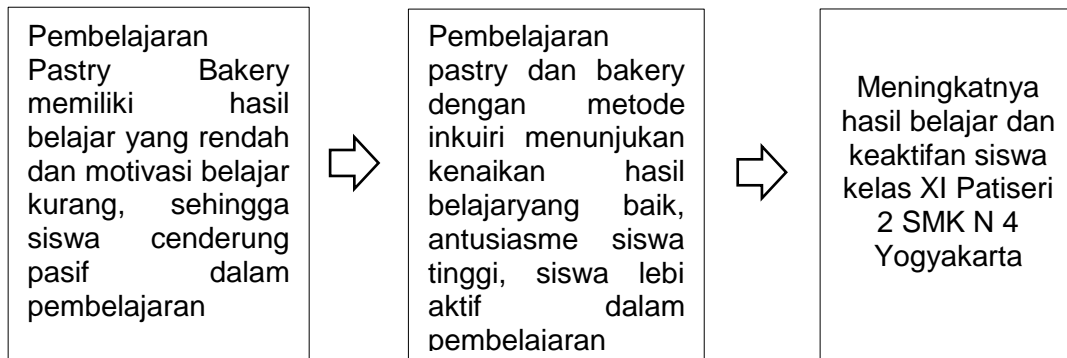 Pembelajaran
Pastry Bakery
memiliki hasil
belajar yang rendah
dan motivasi belajar
kurang, sehingga
siswa cenderung
pasif dalam
pembelajaran
Pembelajaran
pastry dan bakery
dengan metode
inkuiri menunjukan
kenaikan hasil
belajaryang baik,
antusiasme siswa
tinggi, siswa lebi
aktif dalam
pembelajaran
Meningkatnya
hasil belajar dan
keaktifan siswa
kelas XI Patiseri
2 SMK N 4
Yogyakarta